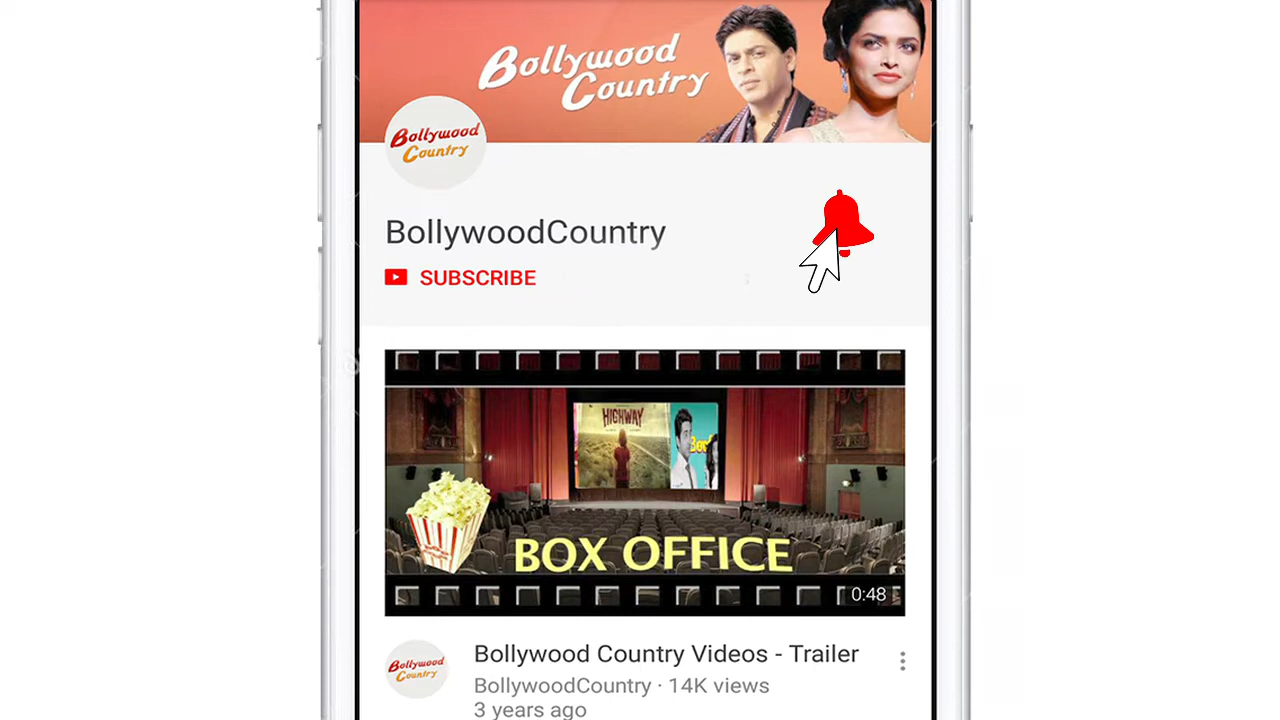 Bollywood
Country
Bollywood
Country
BollywoodCountry
SUBSCRIBE
HIGHWAY
BOX OFFICE
0:48
Bollywood
Country
Bollywood Country Videos - Trailer
BollywoodCountry · 14K views
3 years ago